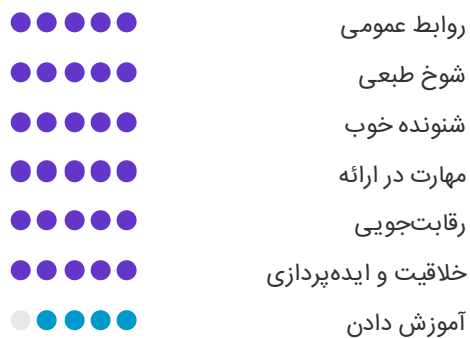 روابط عمومی
شوخ طبعی
شنونده خوب
مهارت در ارائه
رقابت‌جویی
خلاقیت و ایده‌پردازی
آموزش دادن